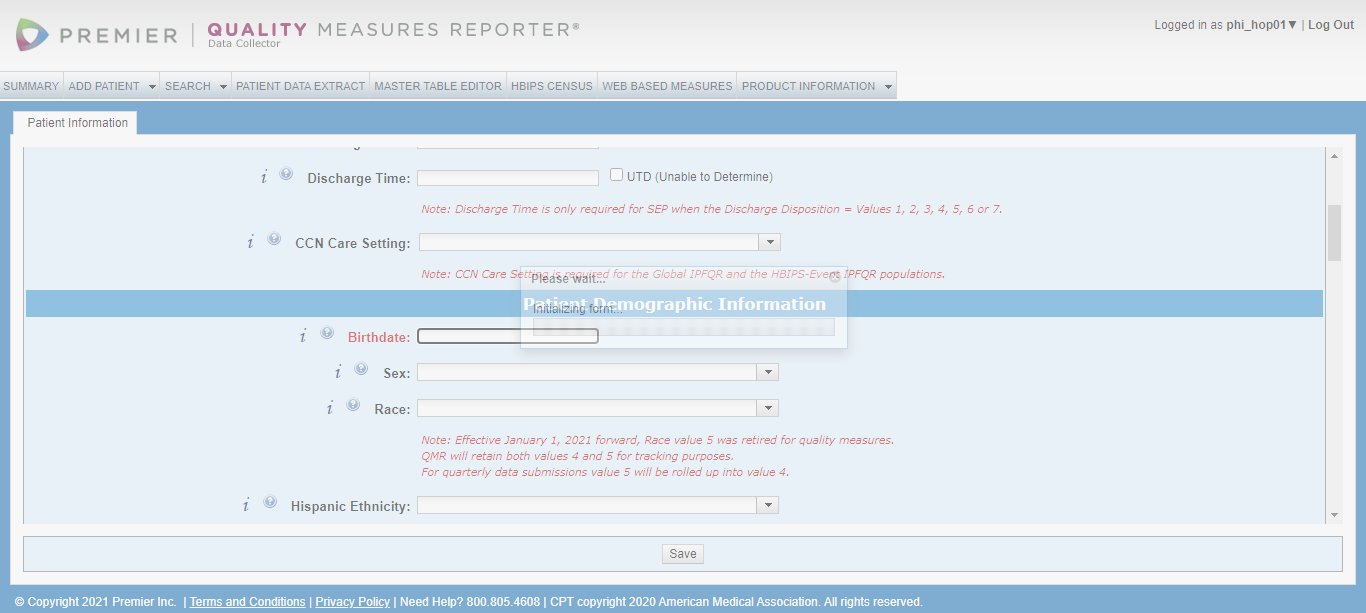 PREMIER | QUALITY MEASURES REPORTER®
Data Collector
Logged in as phi_hop01▼ | Log Out
SUMMARY ADD PATIENT SEARCH PATIENT DATA EXTRACT MASTER TABLE EDITOR HBIPS CENSUS WEB BASED MEASURES PRODUCT INFORMATION
Patient Information
i Discharge Time: UTD (Unable to Determine)
Note: Discharge Time is only required for SEP when the Discharge Disposition = Values 1, 2, 3, 4, 5, 6 or 7.
i CCN Care Setting:
Note: CCN Care Setting is required for the Global IPFQR and the HBIPS-Event IPFQR populations.
Please wait...
Patient Demographic Information
Initializing form...
i Birthdate:
i Sex:
i Race:
Note: Effective January 1, 2021 forward, Race value 5 was retired for quality measures.
QMR will retain both values 4 and 5 for tracking purposes.
For quarterly data submissions value 5 will be rolled up into value 4.
i Hispanic Ethnicity:
Save
© Copyright 2021 Premier Inc. | Terms and Conditions | Privacy Policy | Need Help? 800.805.4608 | CPT copyright 2020 American Medical Association. All rights reserved.